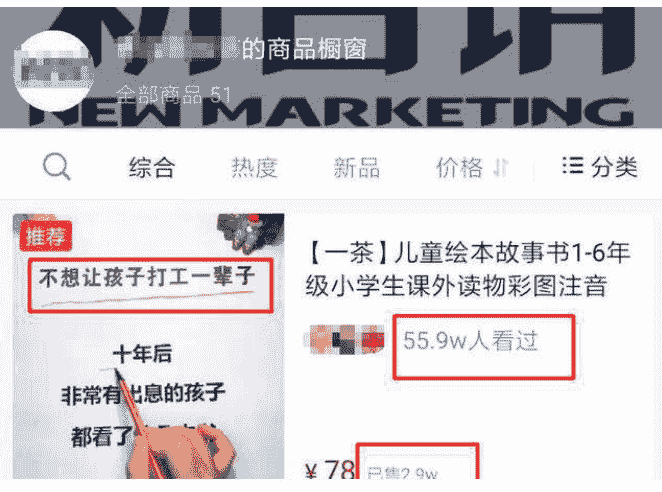 NEW MARKETING
的商品橱窗
全部商品 51
综合
热度
新品
价格
分类
推荐
不想让孩子打工一辈子
十年后
非常有出息的孩子
都看了
【一茶】儿童绘本故事书1-6年
级小学生课外读物彩图注音
55.9w人看过
¥78
已售2.9w